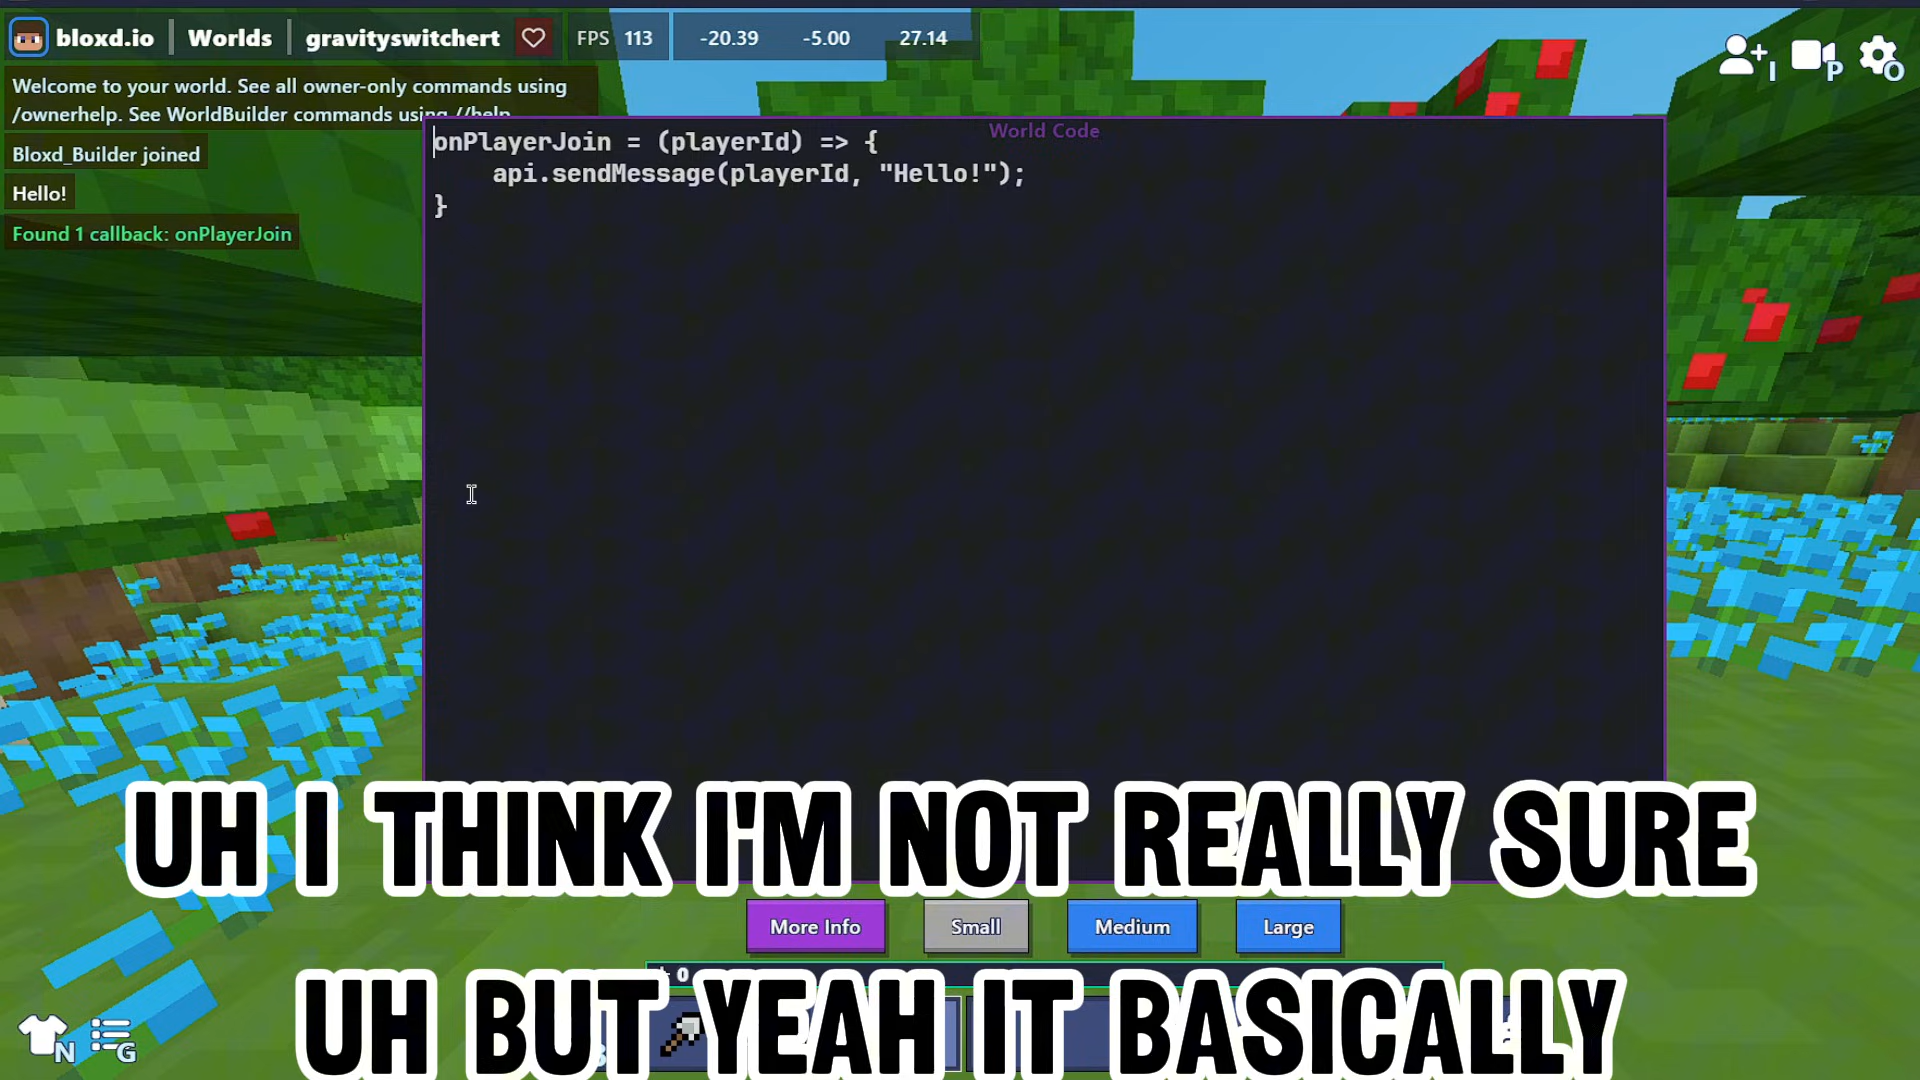 bloxd.io Worlds gravityswitchert FPS 113 -20.39 -5.00 27.14
I P O
Welcome to your world. See all owner-only commands using
/ownerhelp. See WorldBuilder commands using //help
Bloxd_Builder joined
Hello!
Found 1 callback: onPlayerJoin
World Code
onPlayerJoin = (playerId) => {
    api.sendMessage(playerId, "Hello!");
}
UH I THINK I'M NOT REALLY SURE
More Info Small Medium Large
0
UH BUT YEAH IT BASICALLY
N G